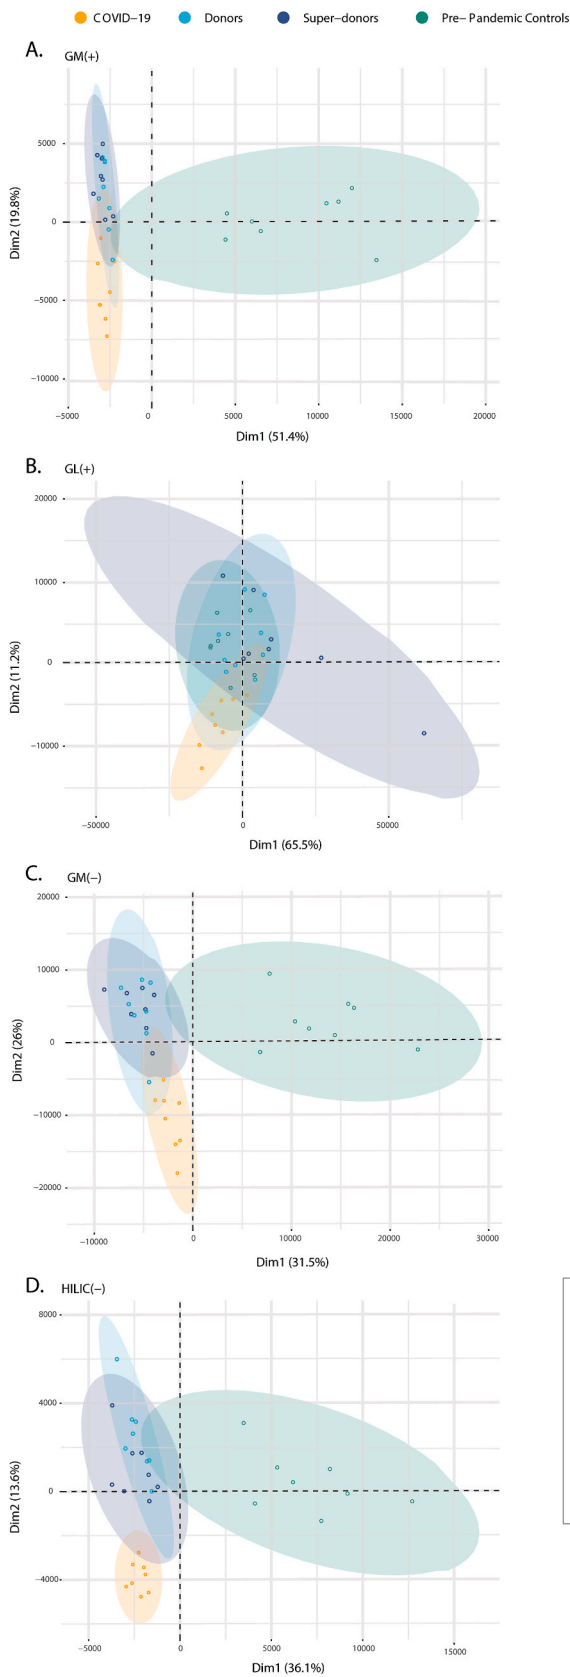 COVID−19 Donors Super−donors Pre− Pandemic Controls
A.
GM(+)
5000
0
−5000
−10000
Dim2 (19.8%)
−5000 0 5000 10000 15000 20000
Dim1 (51.4%)
B.
GL(+)
20000
10000
0
−10000
Dim2 (11.2%)
−50000 0 50000
Dim1 (65.5%)
C.
GM(−)
20000
10000
0
−10000
−20000
Dim2 (26%)
−10000 0 10000 20000 30000
Dim1 (31.5%)
D.
HILIC(−)
8000
4000
0
−4000
Dim2 (13.6%)
−5000 0 5000 10000 15000
Dim1 (36.1%)